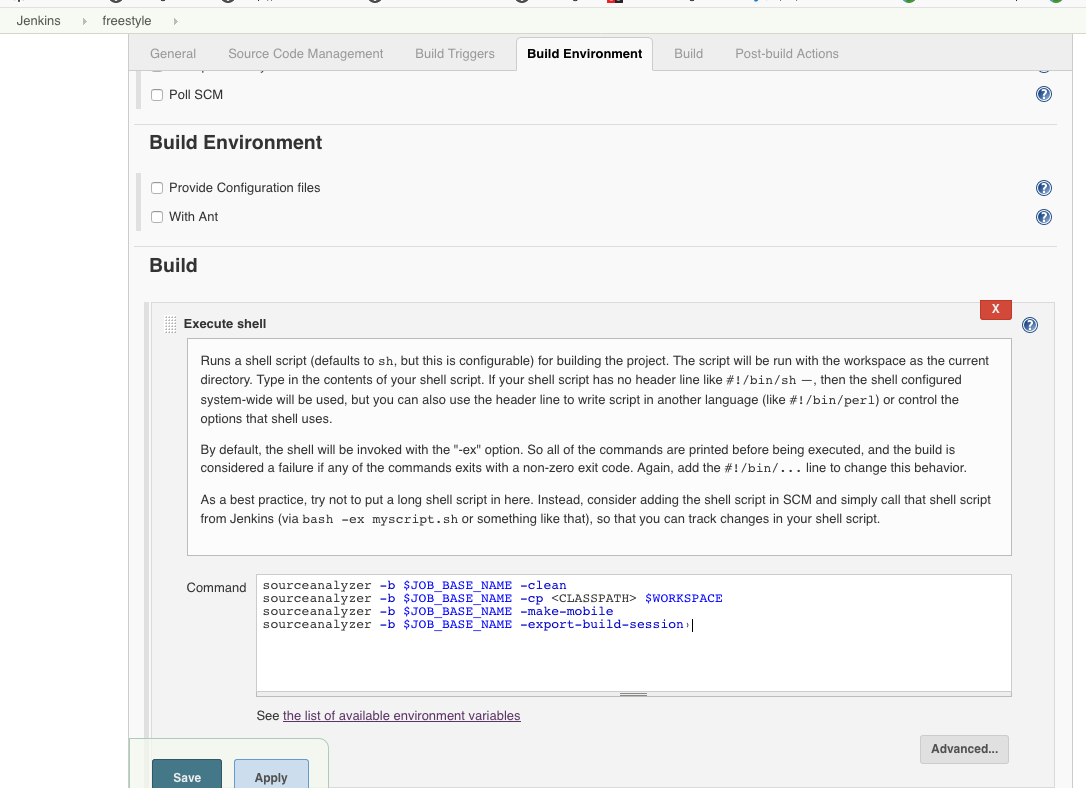 Jenkins freestyle
General Source Code Management Build Triggers Build Environment Build Post-build Actions
Poll SCM
Build Environment
Provide Configuration files
With Ant
Build
X
Execute shell
Runs a shell script (defaults to sh, but this is configurable) for building the project. The script will be run with the workspace as the current
directory. Type in the contents of your shell script. If your shell script has no header line like #!/bin/sh —, then the shell configured
system-wide will be used, but you can also use the header line to write script in another language (like #!/bin/perl) or control the
options that shell uses.
By default, the shell will be invoked with the "-ex" option. So all of the commands are printed before being executed, and the build is
considered a failure if any of the commands exits with a non-zero exit code. Again, add the #!/bin/... line to change this behavior.
As a best practice, try not to put a long shell script in here. Instead, consider adding the shell script in SCM and simply call that shell script
from Jenkins (via bash -ex myscript.sh or something like that), so that you can track changes in your shell script.
Command
sourceanalyzer -b $JOB_BASE_NAME -clean
sourceanalyzer -b $JOB_BASE_NAME -cp <CLASSPATH> $WORKSPACE
sourceanalyzer -b $JOB_BASE_NAME -make-mobile
sourceanalyzer -b $JOB_BASE_NAME -export-build-session
See the list of available environment variables
Advanced...
Save Apply